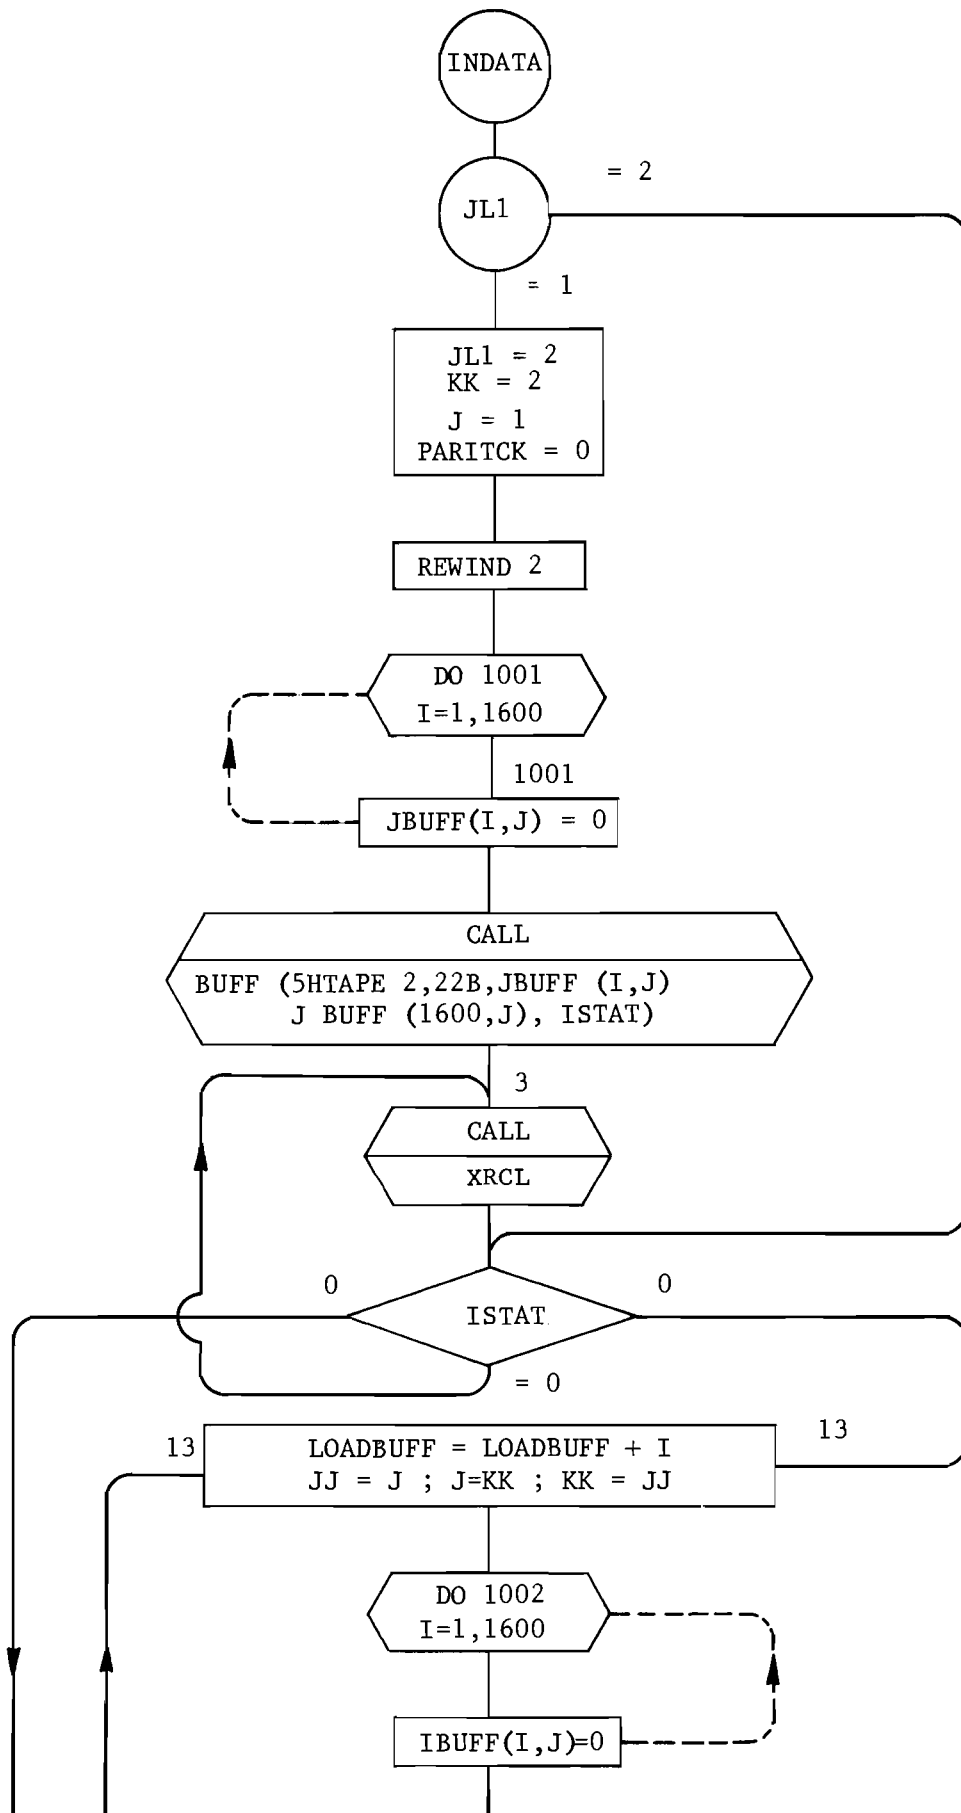 INDATA
= 2
JL1
= 1
JL1 = 2
KK = 2
J = 1
PARITCK = 0
REWIND 2
DO 1001
I=1,1600
1001
JBUFF(I,J) = 0
CALL
BUFF (5HTAPE 2,22B,JBUFF (I,J)
J BUFF (1600,J), ISTAT)
3
CALL
XRCL
0
0
ISTAT
= 0
13
LOADBUFF = LOADBUFF + I
13
JJ = J ; J=KK ; KK = JJ
DO 1002
I=1,1600
IBUFF(I,J)=0